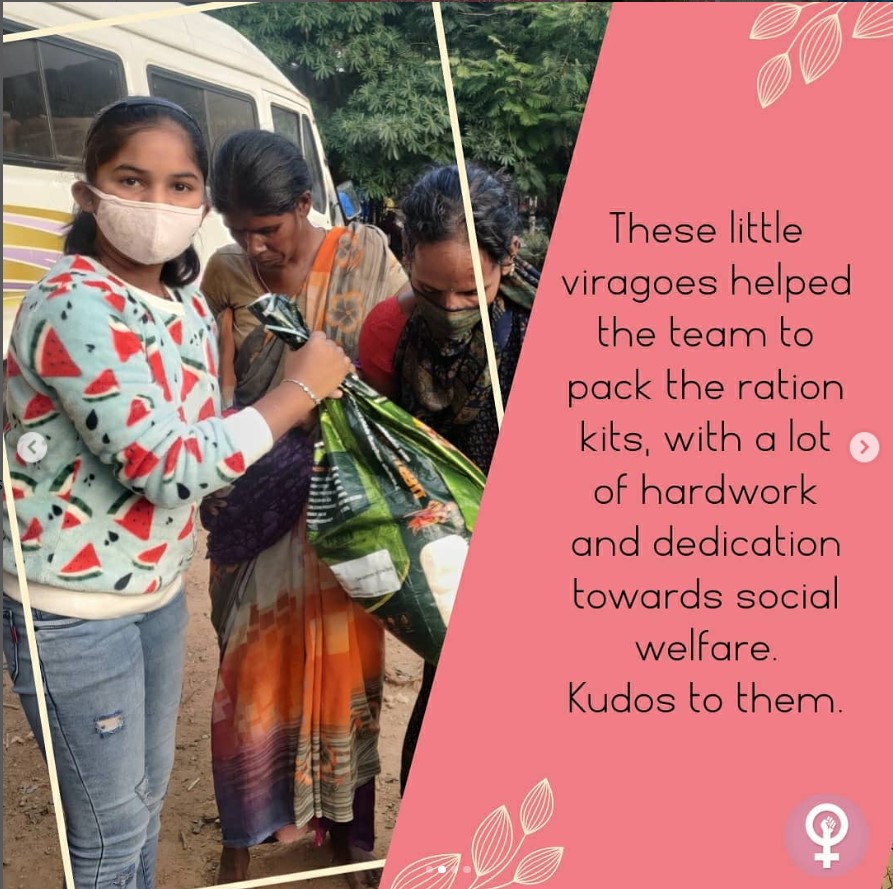 These little
viragoes helped
the team to
pack the ration
kits, with a lot
of hardwork
and dedication
towards social
welfare.
Kudos to them.